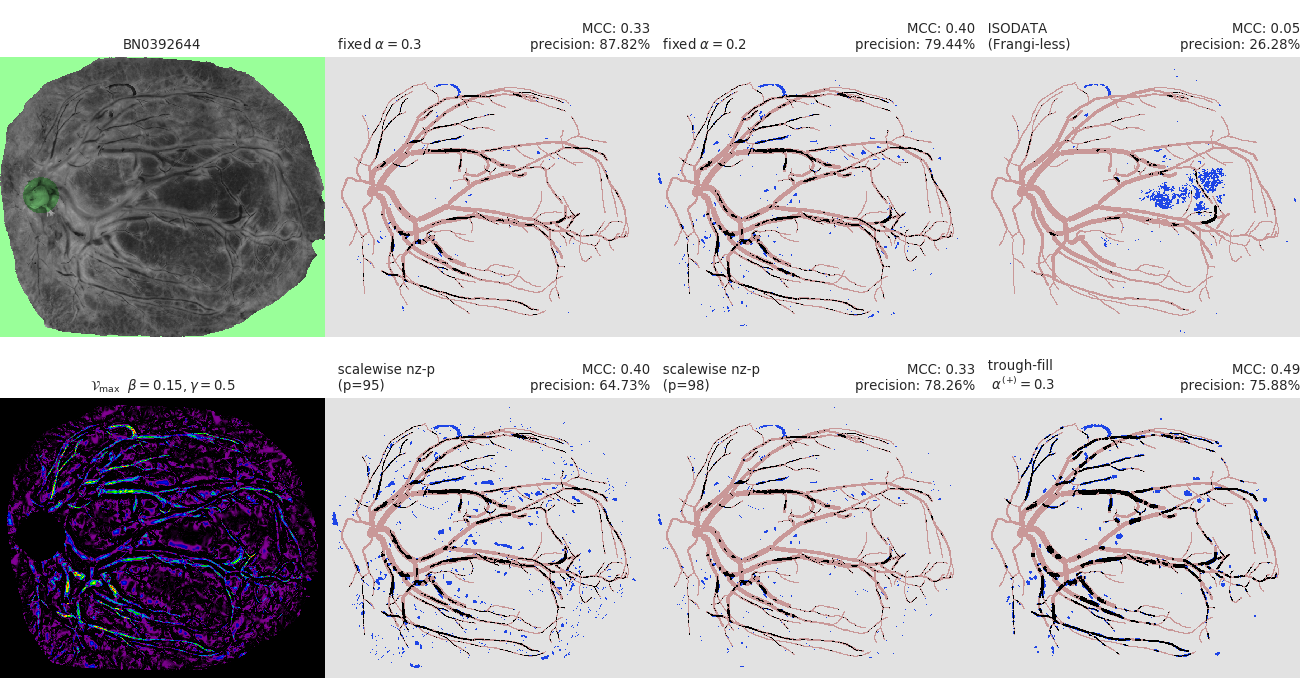 BN0392644
fixed α = 0.3
MCC: 0.33
precision: 87.82%
fixed α = 0.2
MCC: 0.40
precision: 79.44%
ISODATA
(Frangi-less)
MCC: 0.05
precision: 26.28%
𝒱max β = 0.15, γ = 0.5
scalewise nz-p
(p=95)
MCC: 0.40
precision: 64.73%
scalewise nz-p
(p=98)
MCC: 0.33
precision: 78.26%
trough-fill
α(+) = 0.3
MCC: 0.49
precision: 75.88%